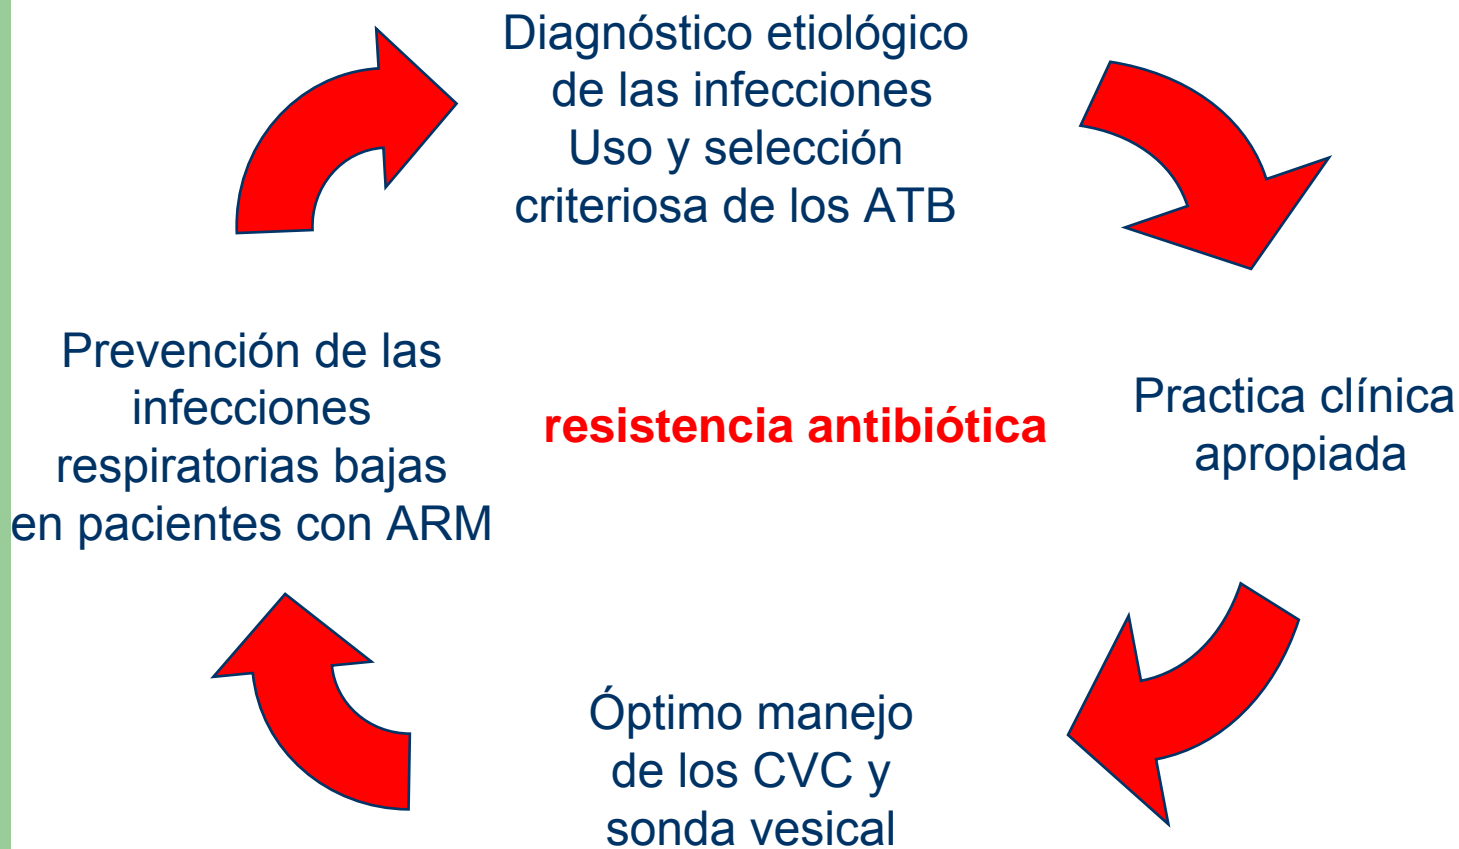 Diagnóstico etiológico
de las infecciones
Uso y selección
criteriosa de los ATB
Prevención de las
infecciones
respiratorias bajas
en pacientes con ARM
resistencia antibiótica
Practica clínica
apropiada
Óptimo manejo
de los CVC y
sonda vesical